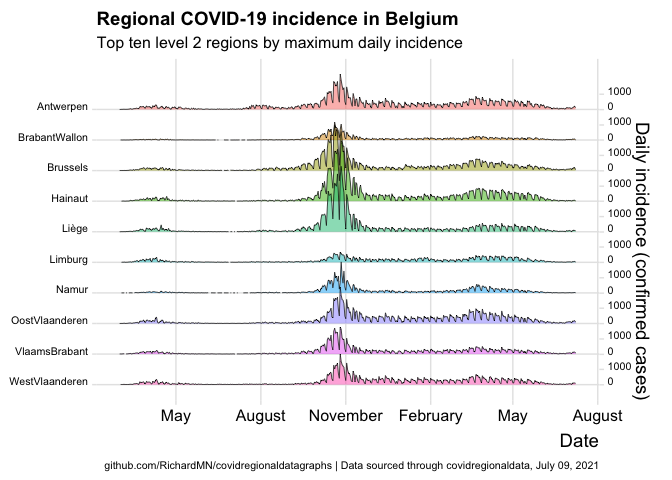 Regional COVID-19 incidence in Belgium
Top ten level 2 regions by maximum daily incidence
Antwerpen
BrabantWallon
Brussels
Hainaut
Liège
Limburg
Namur
OostVlaanderen
VlaamsBrabant
WestVlaanderen
1000
0
1000
0
1000
0
1000
0
1000
0
1000
0
1000
0
1000
0
1000
0
1000
0
Daily incidence (confirmed cases)
May August November February May August
Date
github.com/RichardMN/covidregionaldatagraphs | Data sourced through covidregionaldata, July 09, 2021